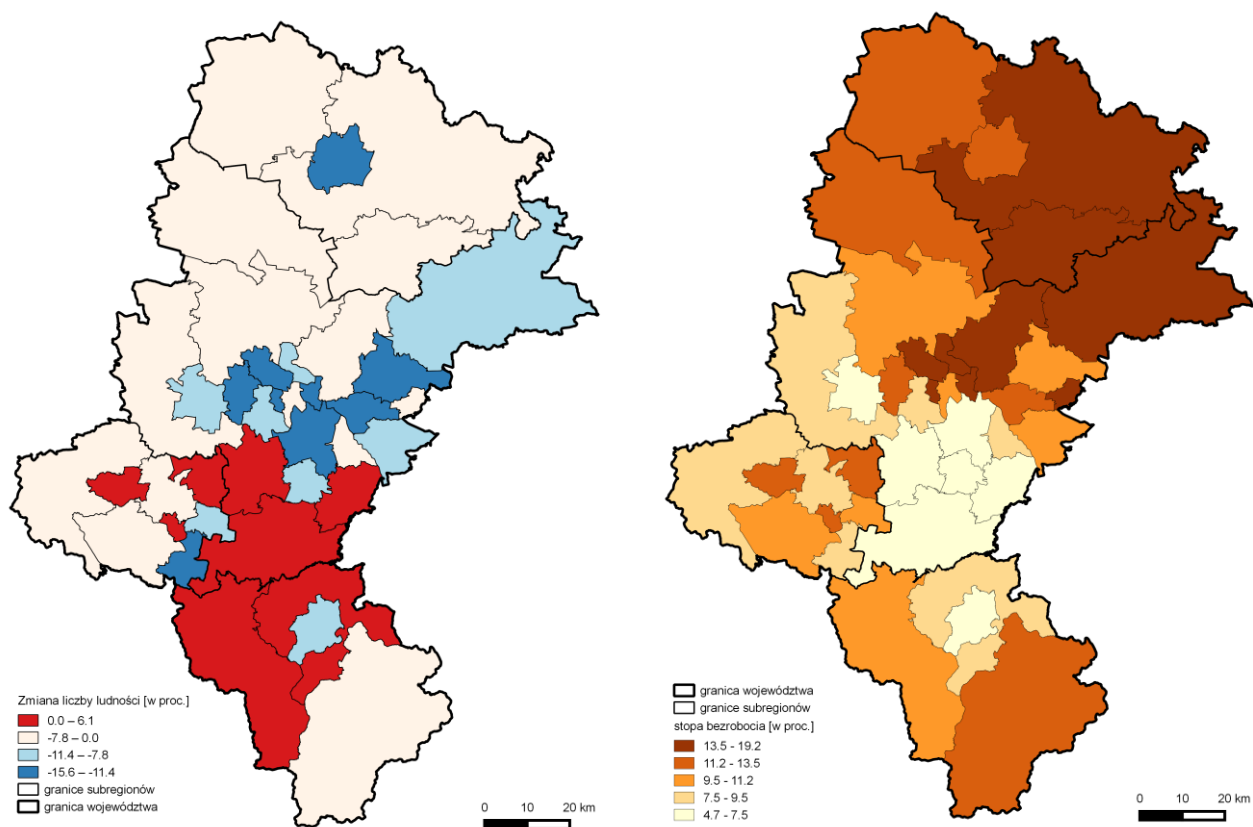 Zmiana liczby ludności [w proc.]
0.0 – 6.1
-7.8 – 0.0
-11.4 – -7.8
-15.6 – -11.4
granice subregionów
granica województwa
0 10 20 km
granica województwa
granice subregionów
stopa bezrobocia [w proc.]
13.5 - 19.2
11.2 - 13.5
9.5 - 11.2
7.5 - 9.5
4.7 - 7.5
0 10 20 km